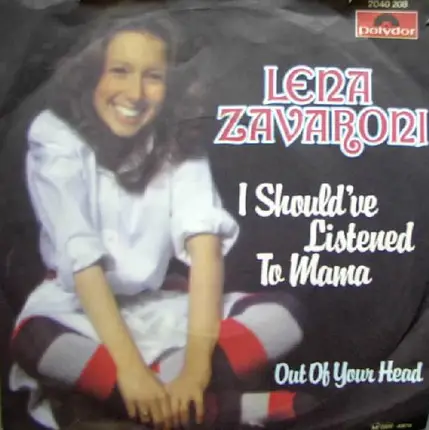 2040 208
Polydor
LENA
ZAVARONI
I Should've
Listened
To Mama
Out Of Your Head